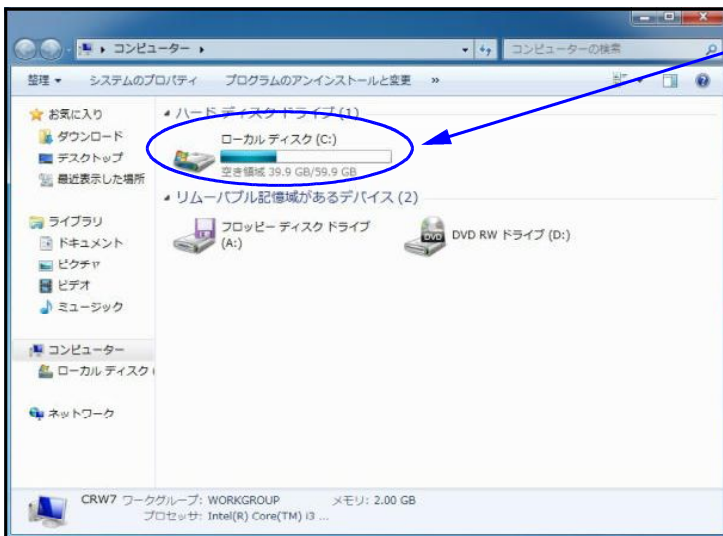 コンピューター
コンピューターの検索
整理 システムのプロパティ プログラムのアンインストールと変更 »
お気に入り
ダウンロード
デスクトップ
最近表示した場所
ライブラリ
ドキュメント
ピクチャ
ビデオ
ミュージック
コンピューター
ローカル ディスク (
ネットワーク
ハード ディスク ドライブ (1)
ローカル ディスク (C:)
空き領域 39.9 GB/59.9 GB
リムーバブル記憶域があるデバイス (2)
フロッピー ディスク ドライブ
(A:)
DVD RW ドライブ (D:)
CRW7 ワークグループ: WORKGROUP メモリ: 2.00 GB
プロセッサ: Intel(R) Core(TM) i3 ...